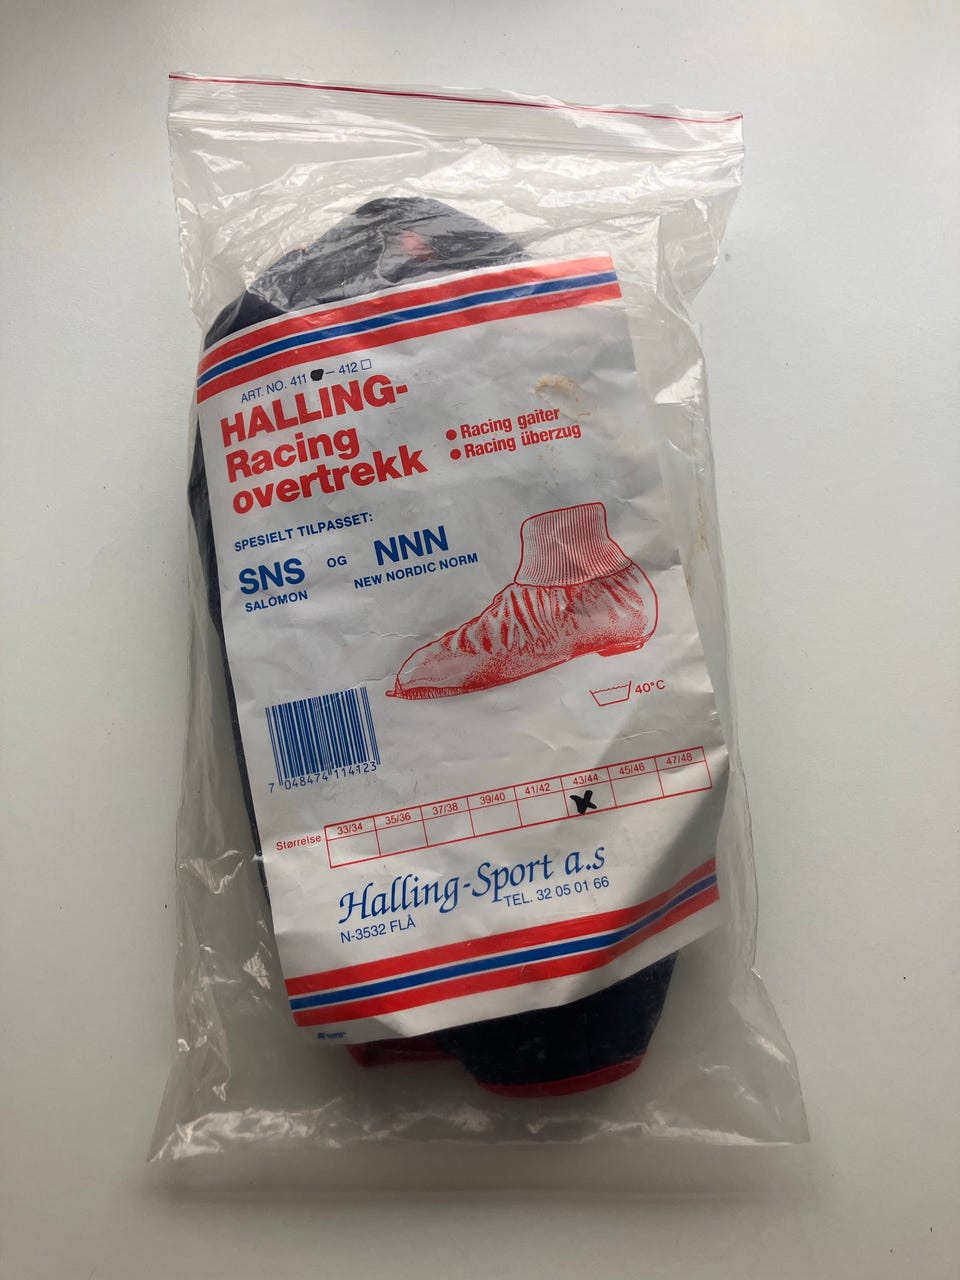 ART. NO. 411 – 412
HALLING-
Racing
overtrekk
• Racing gaiter
• Racing überzug
SPESIELT TILPASSET:
SNS OG NNN
SALOMON NEW NORDIC NORM
40°C
7 048474 114123
Størrelse 33/34 35/36 37/38 39/40 41/42 43/44 45/46 47/48
Halling-Sport a.s
N-3532 FLÅ TEL. 32 05 01 66